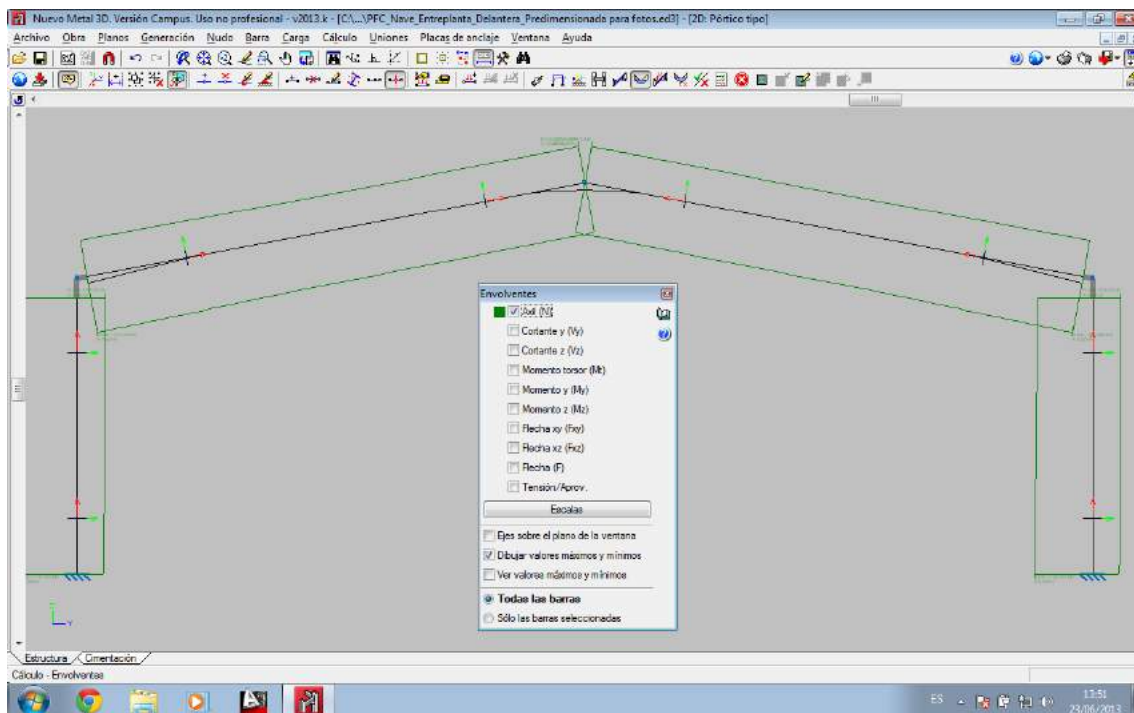 Nuevo Metal 3D. Versión Campus. Uso no profesional - v2013.k - [C:\...\PFC_Nave_Entreplanta_Delantera_Predimensionada para fotos.ed3] - [2D: Pórtico tipo]
Archivo Obra Planos Generación Nudo Barra Carga Cálculo Uniones Placas de anclaje Ventana Ayuda
Envolventes
Axil (N)
Cortante y (Vy)
Cortante z (Vz)
Momento torsor (Mt)
Momento y (My)
Momento z (Mz)
Flecha xy (Fxy)
Flecha xz (Fxz)
Flecha (F)
Tensión/Aprov.
Escalas
Ejes sobre el plano de la ventana
Dibujar valores máximos y mínimos
Ver valores máximos y mínimos
Todas las barras
Sólo las barras seleccionadas
Z
Y
Estructura Cimentación
Cálculo - Envolventes
ES
13:51
23/06/2013